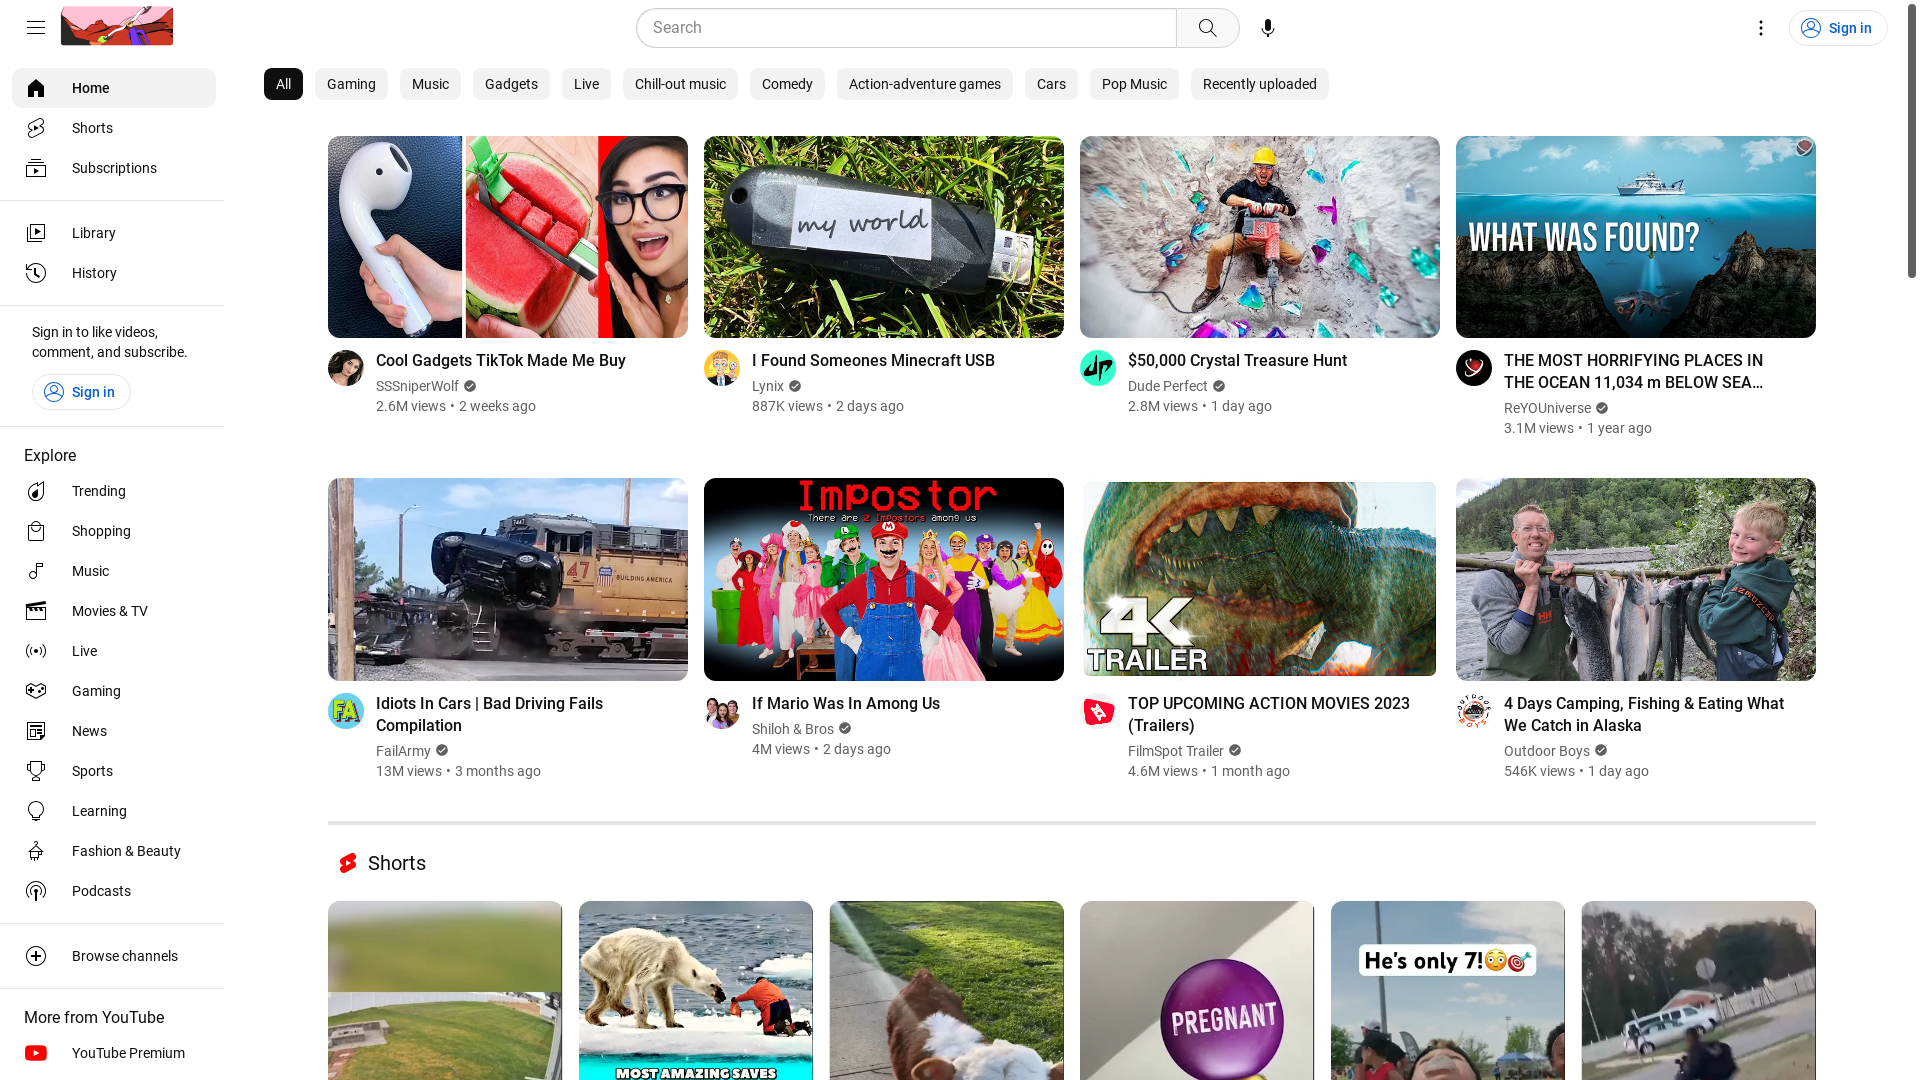 Search
Sign in
Home
Shorts
Subscriptions
Library
History
Sign in to like videos,
comment, and subscribe.
Sign in
Explore
Trending
Shopping
Music
Movies & TV
Live
Gaming
News
Sports
Learning
Fashion & Beauty
Podcasts
Browse channels
More from YouTube
YouTube Premium
All
Gaming
Music
Gadgets
Live
Chill-out music
Comedy
Action-adventure games
Cars
Pop Music
Recently uploaded
my world
WHAT WAS FOUND?
Cool Gadgets TikTok Made Me Buy
SSSniperWolf
2.6M views • 2 weeks ago
I Found Someones Minecraft USB
Lynix
887K views • 2 days ago
$50,000 Crystal Treasure Hunt
Dude Perfect
2.8M views • 1 day ago
THE MOST HORRIFYING PLACES IN
THE OCEAN 11,034 m BELOW SEA...
ReYOUniverse
3.1M views • 1 year ago
7447
47
BUILDING AMERICA
Impostor
There are 2 Impostors among us
4K
TRAILER
FA
Idiots In Cars | Bad Driving Fails
Compilation
FailArmy
13M views • 3 months ago
If Mario Was In Among Us
Shiloh & Bros
4M views • 2 days ago
TOP UPCOMING ACTION MOVIES 2023
(Trailers)
FilmSpot Trailer
4.6M views • 1 month ago
4 Days Camping, Fishing & Eating What
We Catch in Alaska
Outdoor Boys
546K views • 1 day ago
Shorts
MOST AMAZING SAVES
PREGNANT
He's only 7!😳🎯